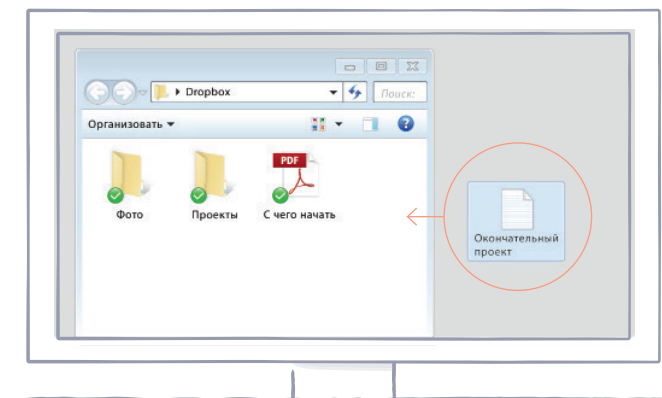 Dropbox
Поиск:
Организовать
?
PDF
Фото
Проекты
С чего начать
Окончательный
проект